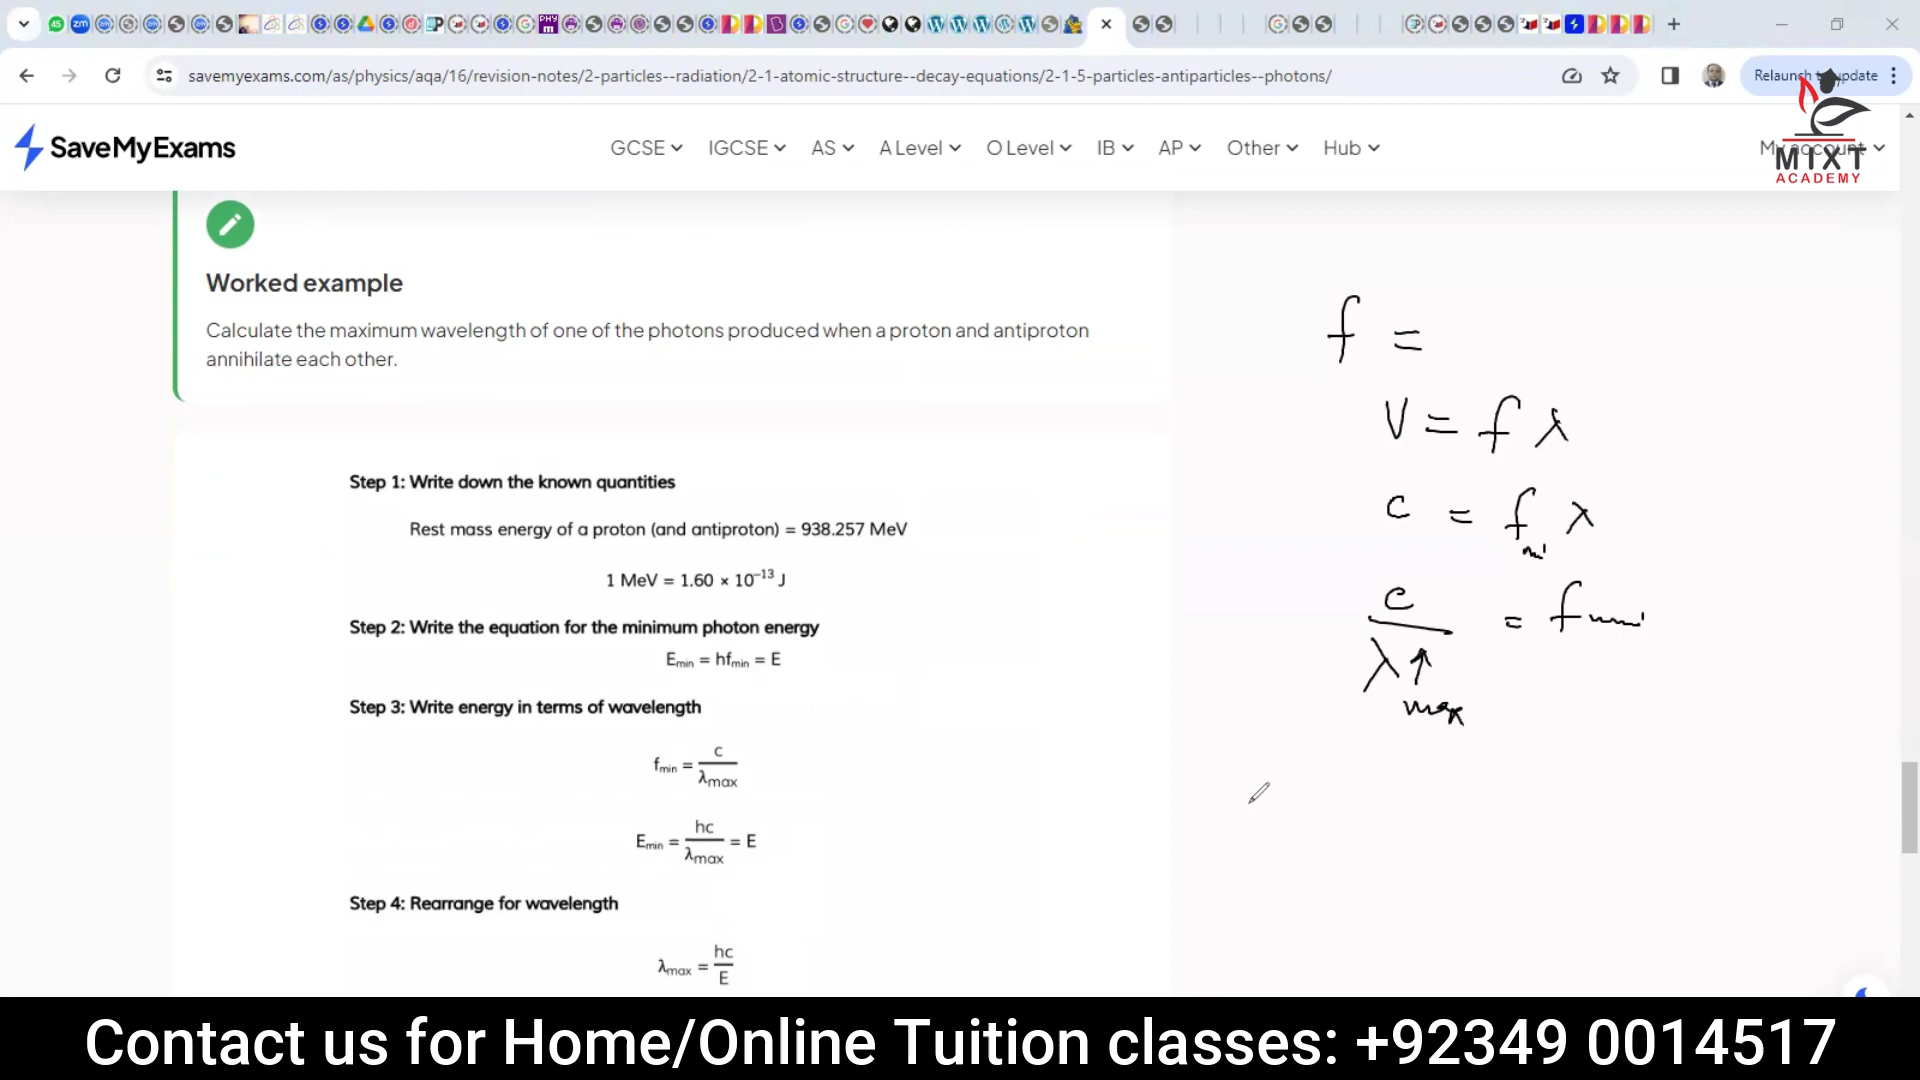 savemyexams.com/as/physics/aqa/16/revision-notes/2-particles--radiation/2-1-atomic-structure--decay-equations/2-1-5-particles-antiparticles--photons/
Relaunch to update
SaveMyExams
GCSE IGCSE AS A Level O Level IB AP Other Hub
My account
MIXT
ACADEMY
Worked example
Calculate the maximum wavelength of one of the photons produced when a proton and antiproton
annihilate each other.
Step 1: Write down the known quantities
Rest mass energy of a proton (and antiproton) = 938.257 MeV
1 MeV = 1.60 × 10⁻¹³ J
Step 2: Write the equation for the minimum photon energy
Emin = hfmin = E
Step 3: Write energy in terms of wavelength
fmin = c / λmax
Emin = hc / λmax = E
Step 4: Rearrange for wavelength
λmax = hc / E
f =
V = f λ
c = f λ
c / λ↑ max = f
Contact us for Home/Online Tuition classes: +92349 0014517